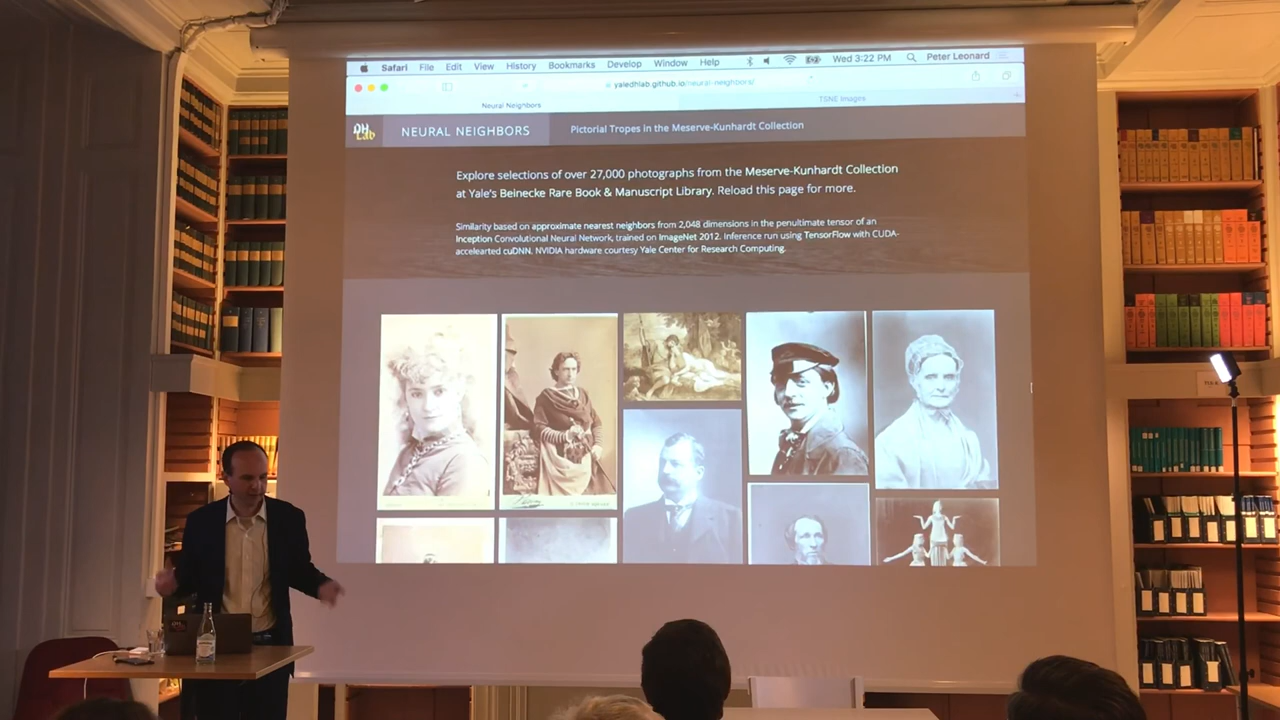 Safari File Edit View History Bookmarks Develop Window Help Wed 3:22 PM Peter Leonard
yaledhlab.github.io/neural-neighbors/
Neural Neighbors TSNE Images
DH Lab NEURAL NEIGHBORS Pictorial Tropes in the Meserve-Kunhardt Collection
Explore selections of over 27,000 photographs from the Meserve-Kunhardt Collection
at Yale's Beinecke Rare Book & Manuscript Library. Reload this page for more.
Similarity based on approximate nearest neighbors from 2,048 dimensions in the penultimate tensor of an
Inception Convolutional Neural Network, trained on ImageNet 2012. Inference run using TensorFlow with CUDA-
accelearted cuDNN. NVIDIA hardware courtesy Yale Center for Research Computing.